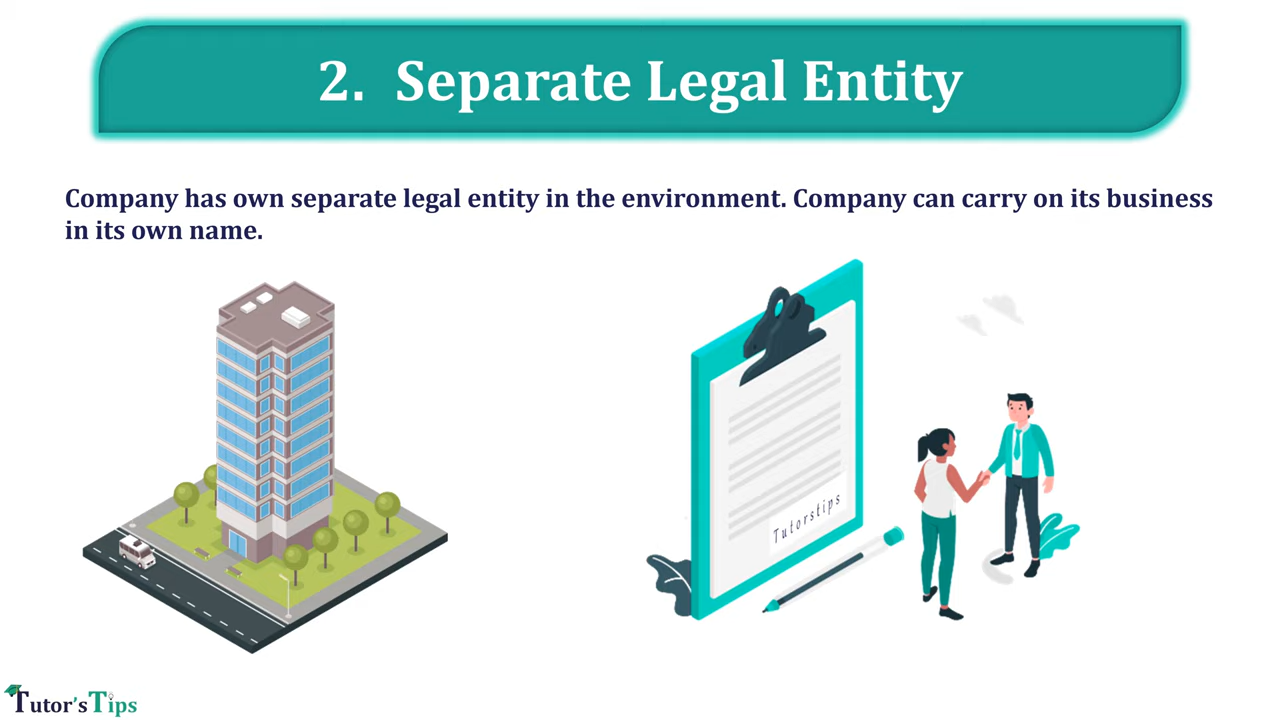 2. Separate Legal Entity
Company has own separate legal entity in the environment. Company can carry on its business
in its own name.
Tutorstips
Tutor'sTips